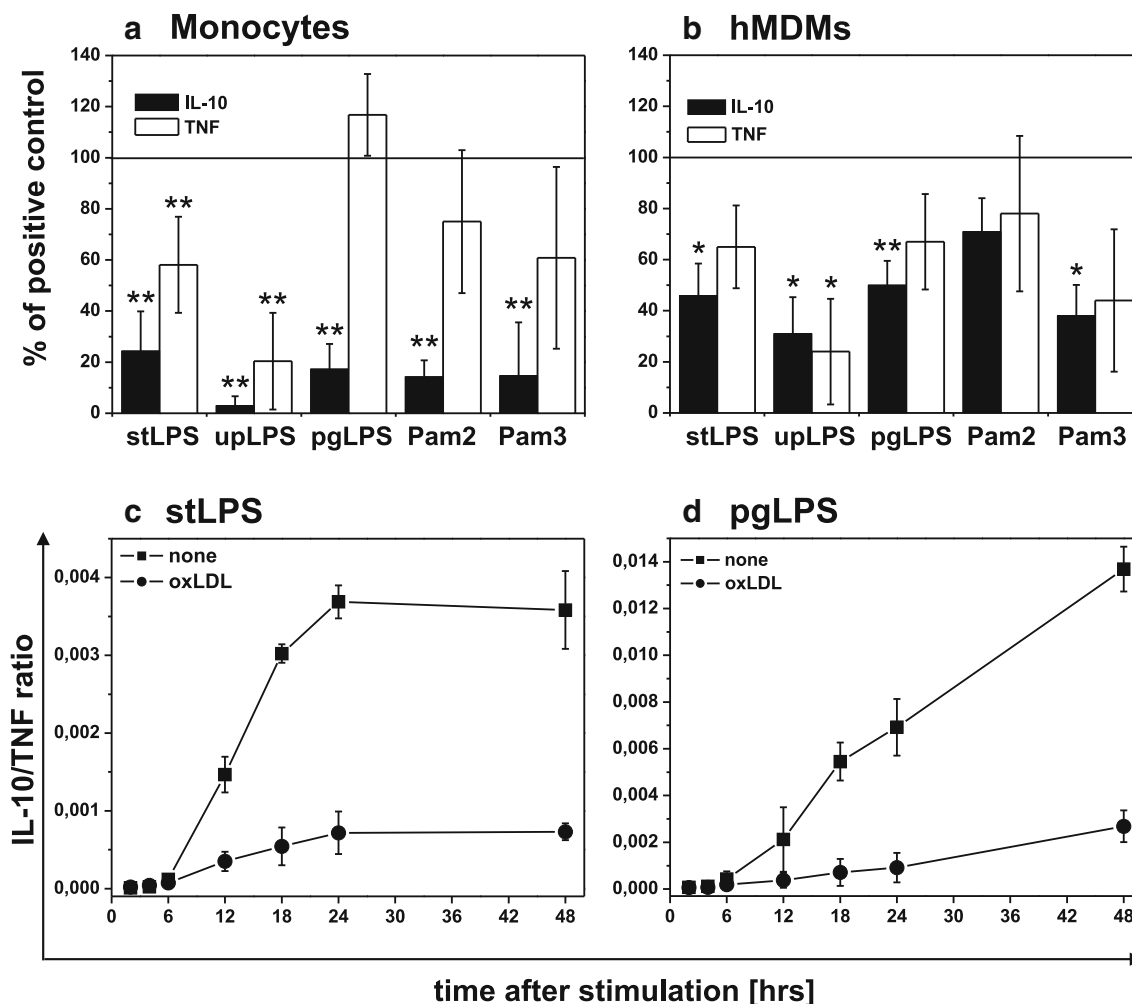 a Monocytes
b hMDMs
% of positive control
140
120
100
80
60
40
20
0
IL-10
TNF
**
**
**
**
**
**
**
stLPS upLPS pgLPS Pam2 Pam3
140
120
100
80
60
40
20
0
IL-10
TNF
*
*
*
**
*
stLPS upLPS pgLPS Pam2 Pam3
c stLPS
d pgLPS
IL-10/TNF ratio
none
oxLDL
0,004
0,003
0,002
0,001
0,000
0 6 12 18 24 30 36 42 48
none
oxLDL
0,014
0,012
0,010
0,008
0,006
0,004
0,002
0,000
0 6 12 18 24 30 36 42 48
time after stimulation [hrs]